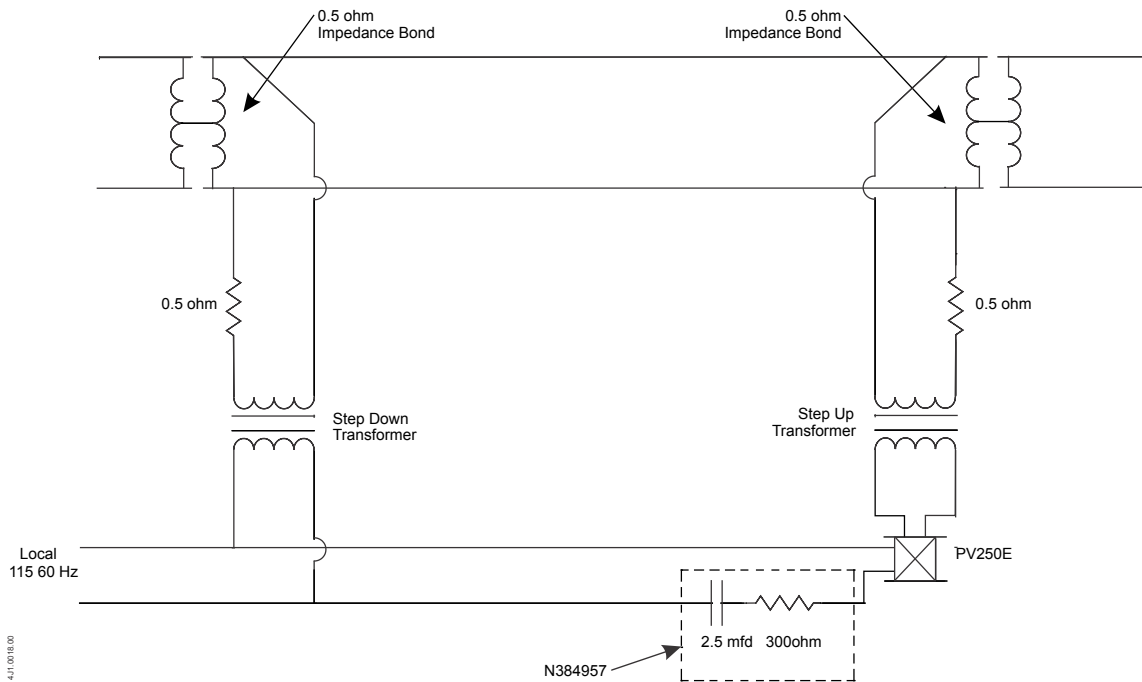 0.5 ohm
Impedance Bond
0.5 ohm
Impedance Bond
0.5 ohm
0.5 ohm
Step Down
Transformer
Step Up
Transformer
Local
115 60 Hz
PV250E
2.5 mfd 300ohm
N384957
4J1.0018.00